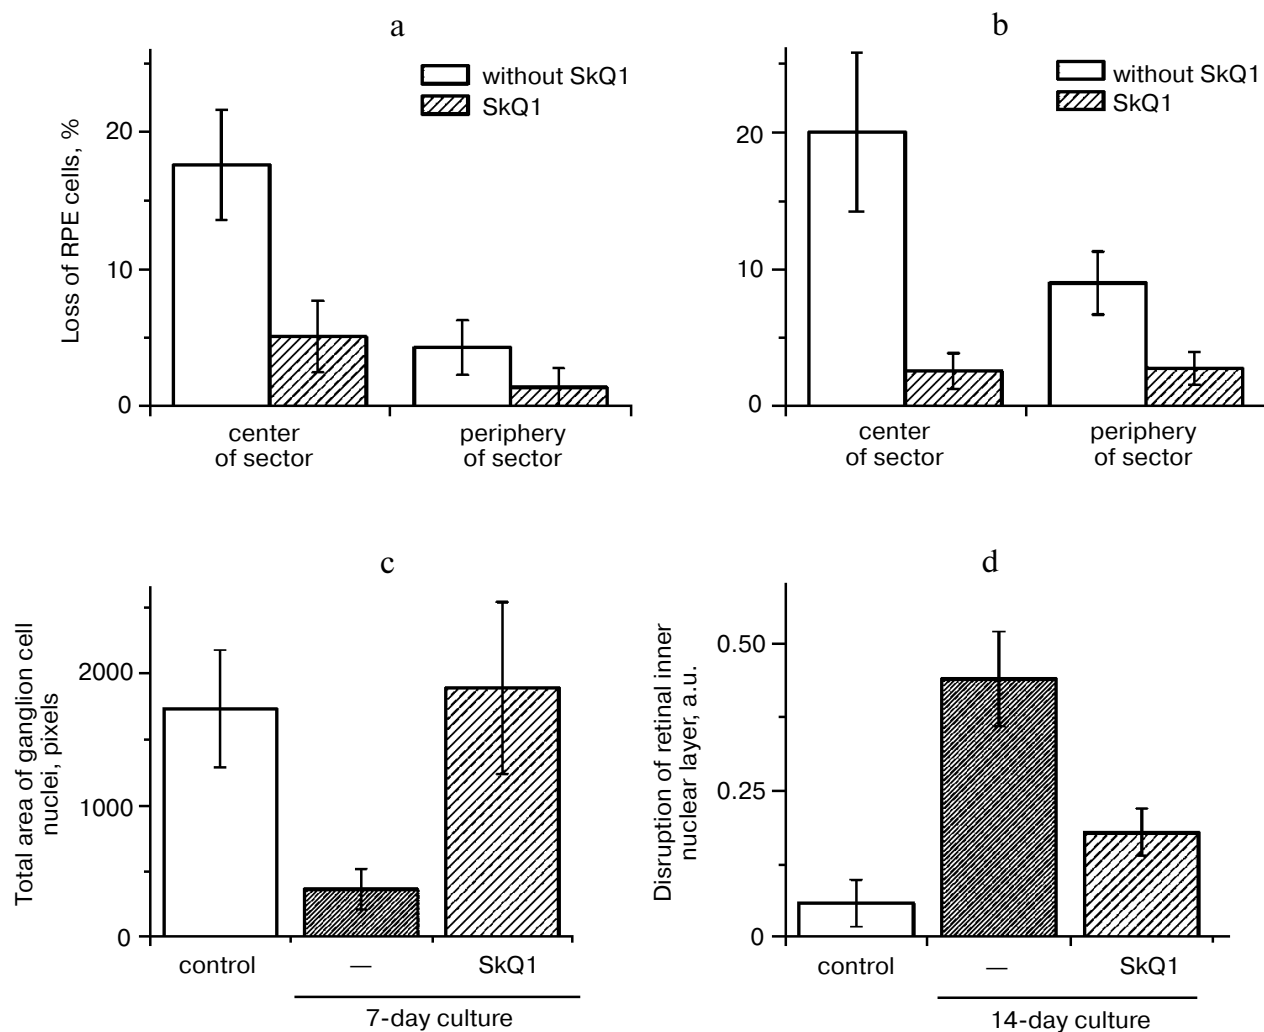 a
without SkQ1
SkQ1
Loss of RPE cells, %
20
10
0
center
of sector
periphery
of sector
b
without SkQ1
SkQ1
20
10
0
center
of sector
periphery
of sector
c
Total area of ganglion cell
nuclei, pixels
2000
1000
0
control
—
SkQ1
7-day culture
d
Disruption of retinal inner
nuclear layer, a.u.
0.50
0.25
0
control
—
SkQ1
14-day culture